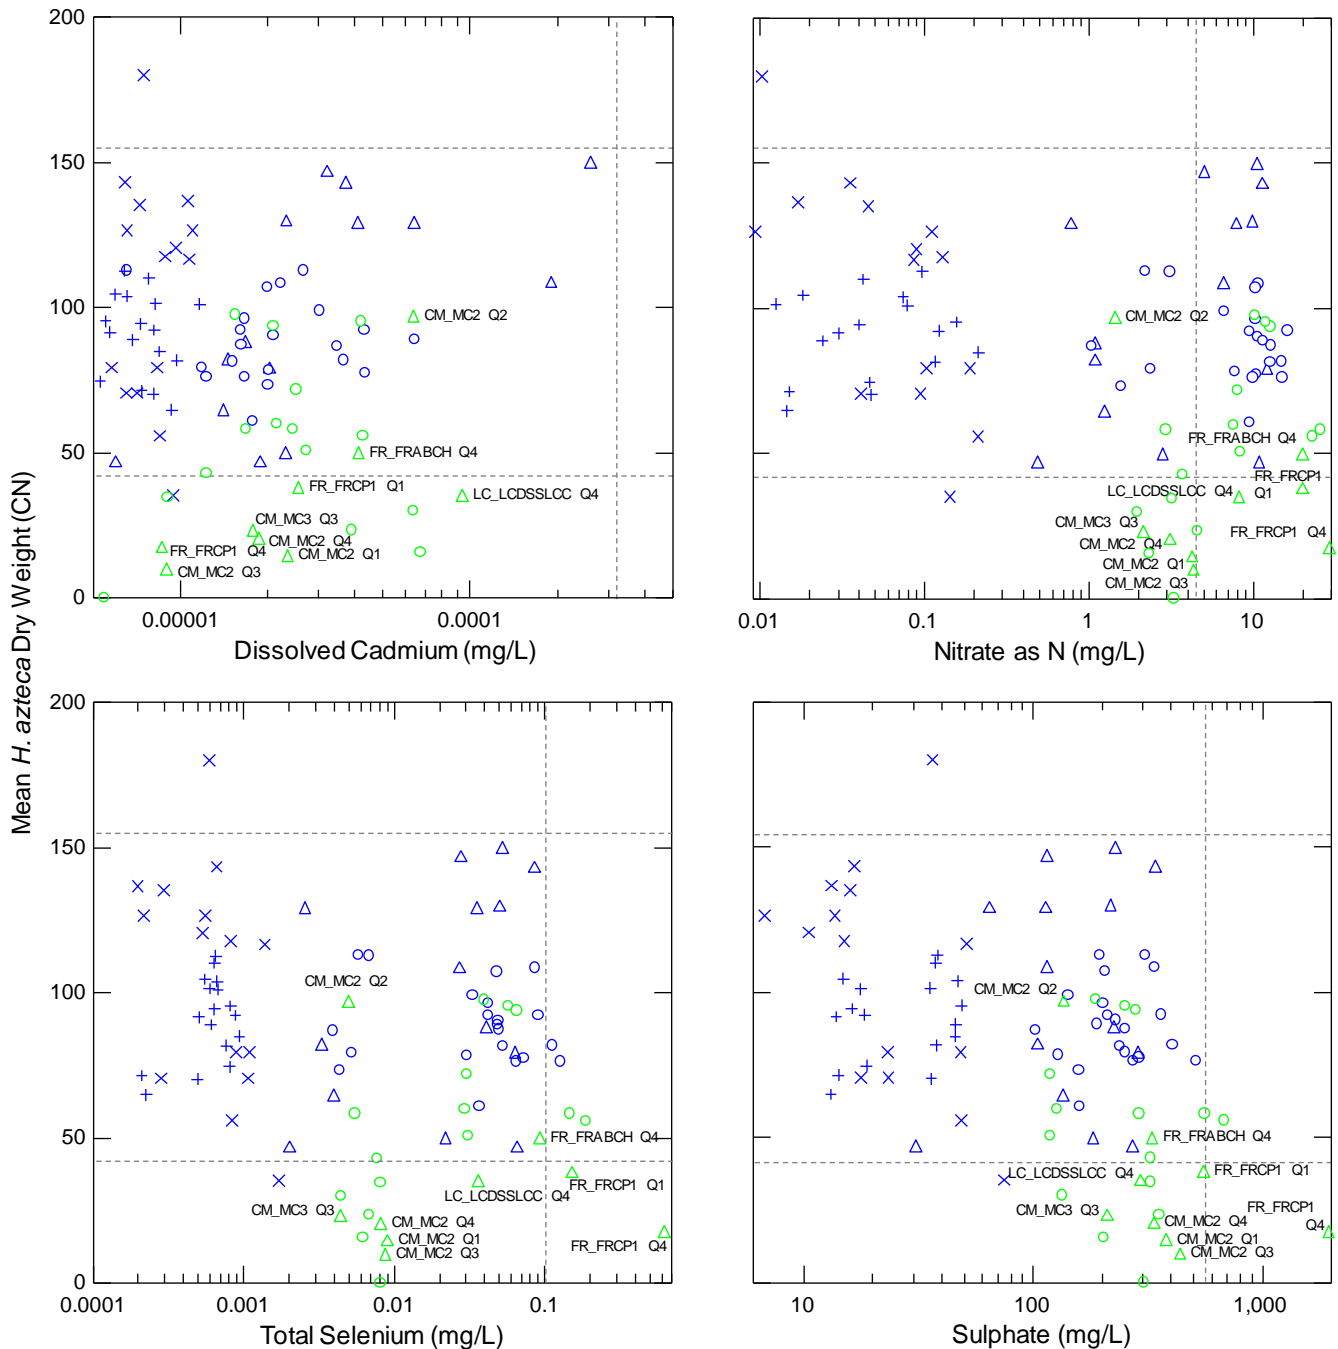 Mean H. azteca Dry Weight (CN)
200
150
100
50
0
CM_MC2 Q2
FR_FRABCH Q4
FR_FRCP1 Q1
LC_LCDSSLCC Q4
CM_MC3 Q3
CM_MC2 Q4
FR_FRCP1 Q4
CM_MC2 Q1
CM_MC2 Q3
0.00001
0.0001
Dissolved Cadmium (mg/L)
CM_MC2 Q2
FR_FRABCH Q4
FR_FRCP1
LC_LCDSSLCC Q4
Q1
CM_MC3 Q3
FR_FRCP1 Q4
CM_MC2 Q4
CM_MC2 Q1
CM_MC2 Q3
0.01
0.1
1
10
Nitrate as N (mg/L)
200
150
100
50
0
CM_MC2 Q2
FR_FRABCH Q4
LC_LCDSSLCC Q4
FR_FRCP1 Q1
CM_MC3 Q3
CM_MC2 Q4
CM_MC2 Q1
FR_FRCP1 Q4
CM_MC2 Q3
0.0001
0.001
0.01
0.1
Total Selenium (mg/L)
CM_MC2 Q2
FR_FRABCH Q4
LC_LCDSSLCC Q4
FR_FRCP1 Q1
CM_MC3 Q3
FR_FRCP1
Q4
CM_MC2 Q4
CM_MC2 Q1
CM_MC2 Q3
10
100
1,000
Sulphate (mg/L)